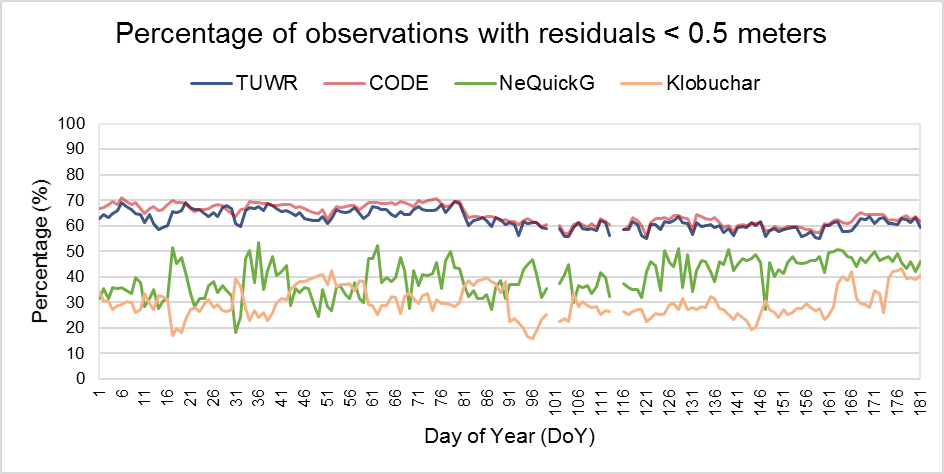 Percentage of observations with residuals < 0.5 meters
TUWR CODE NeQuickG Klobuchar
100
90
80
70
60
50
40
30
20
10
0
Percentage (%)
1 6 11 16 21 26 31 36 41 46 51 56 61 66 71 76 81 86 91 96 101 106 111 116 121 126 131 136 141 146 151 156 161 166 171 176 181
Day of Year (DoY)